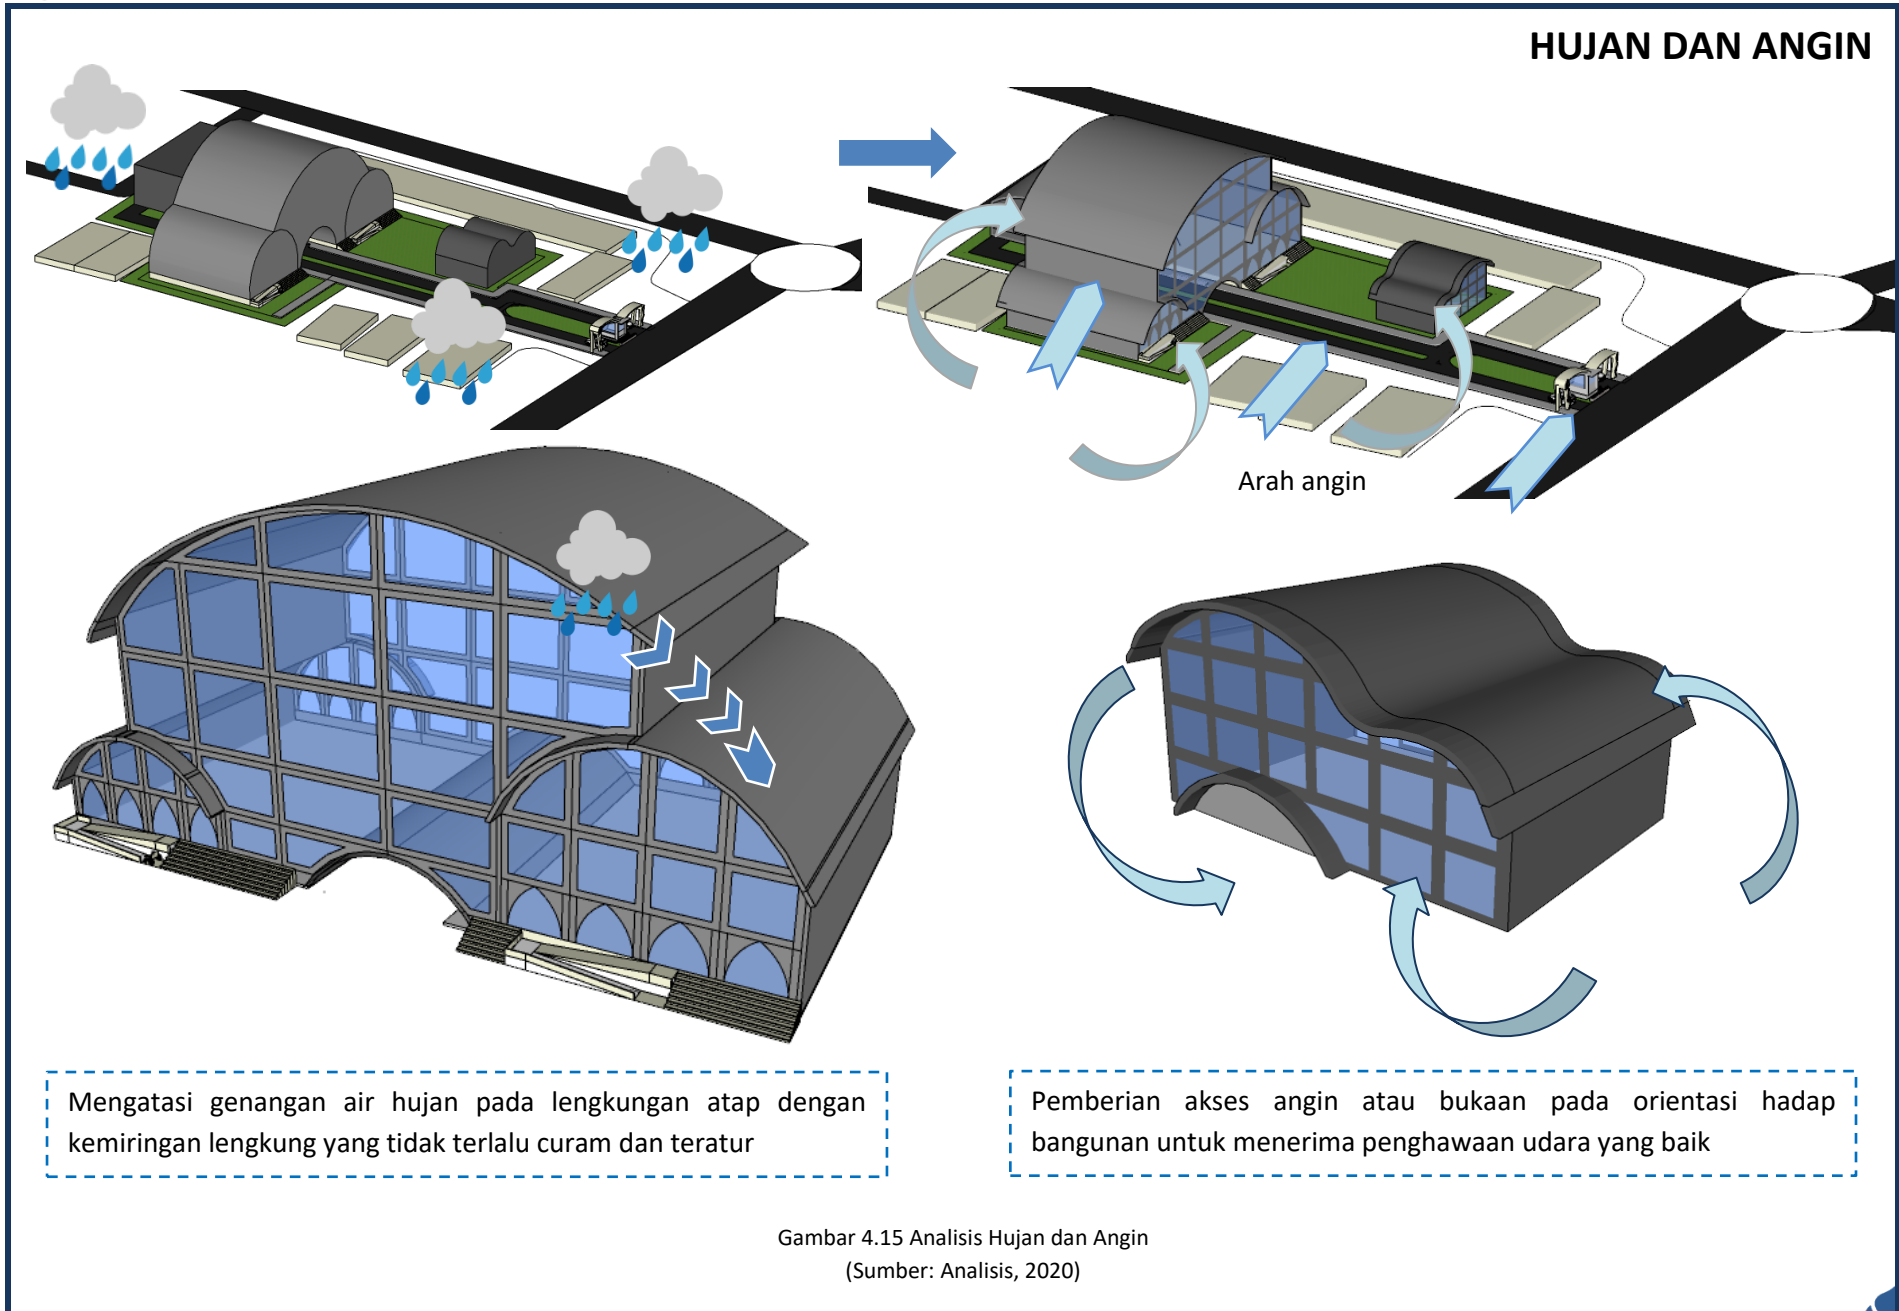 HUJAN DAN ANGIN
Arah angin
Mengatasi genangan air hujan pada lengkungan atap dengan
kemiringan lengkung yang tidak terlalu curam dan teratur
Pemberian akses angin atau bukaan pada orientasi hadap
bangunan untuk menerima penghawaan udara yang baik
Gambar 4.15 Analisis Hujan dan Angin
(Sumber: Analisis, 2020)